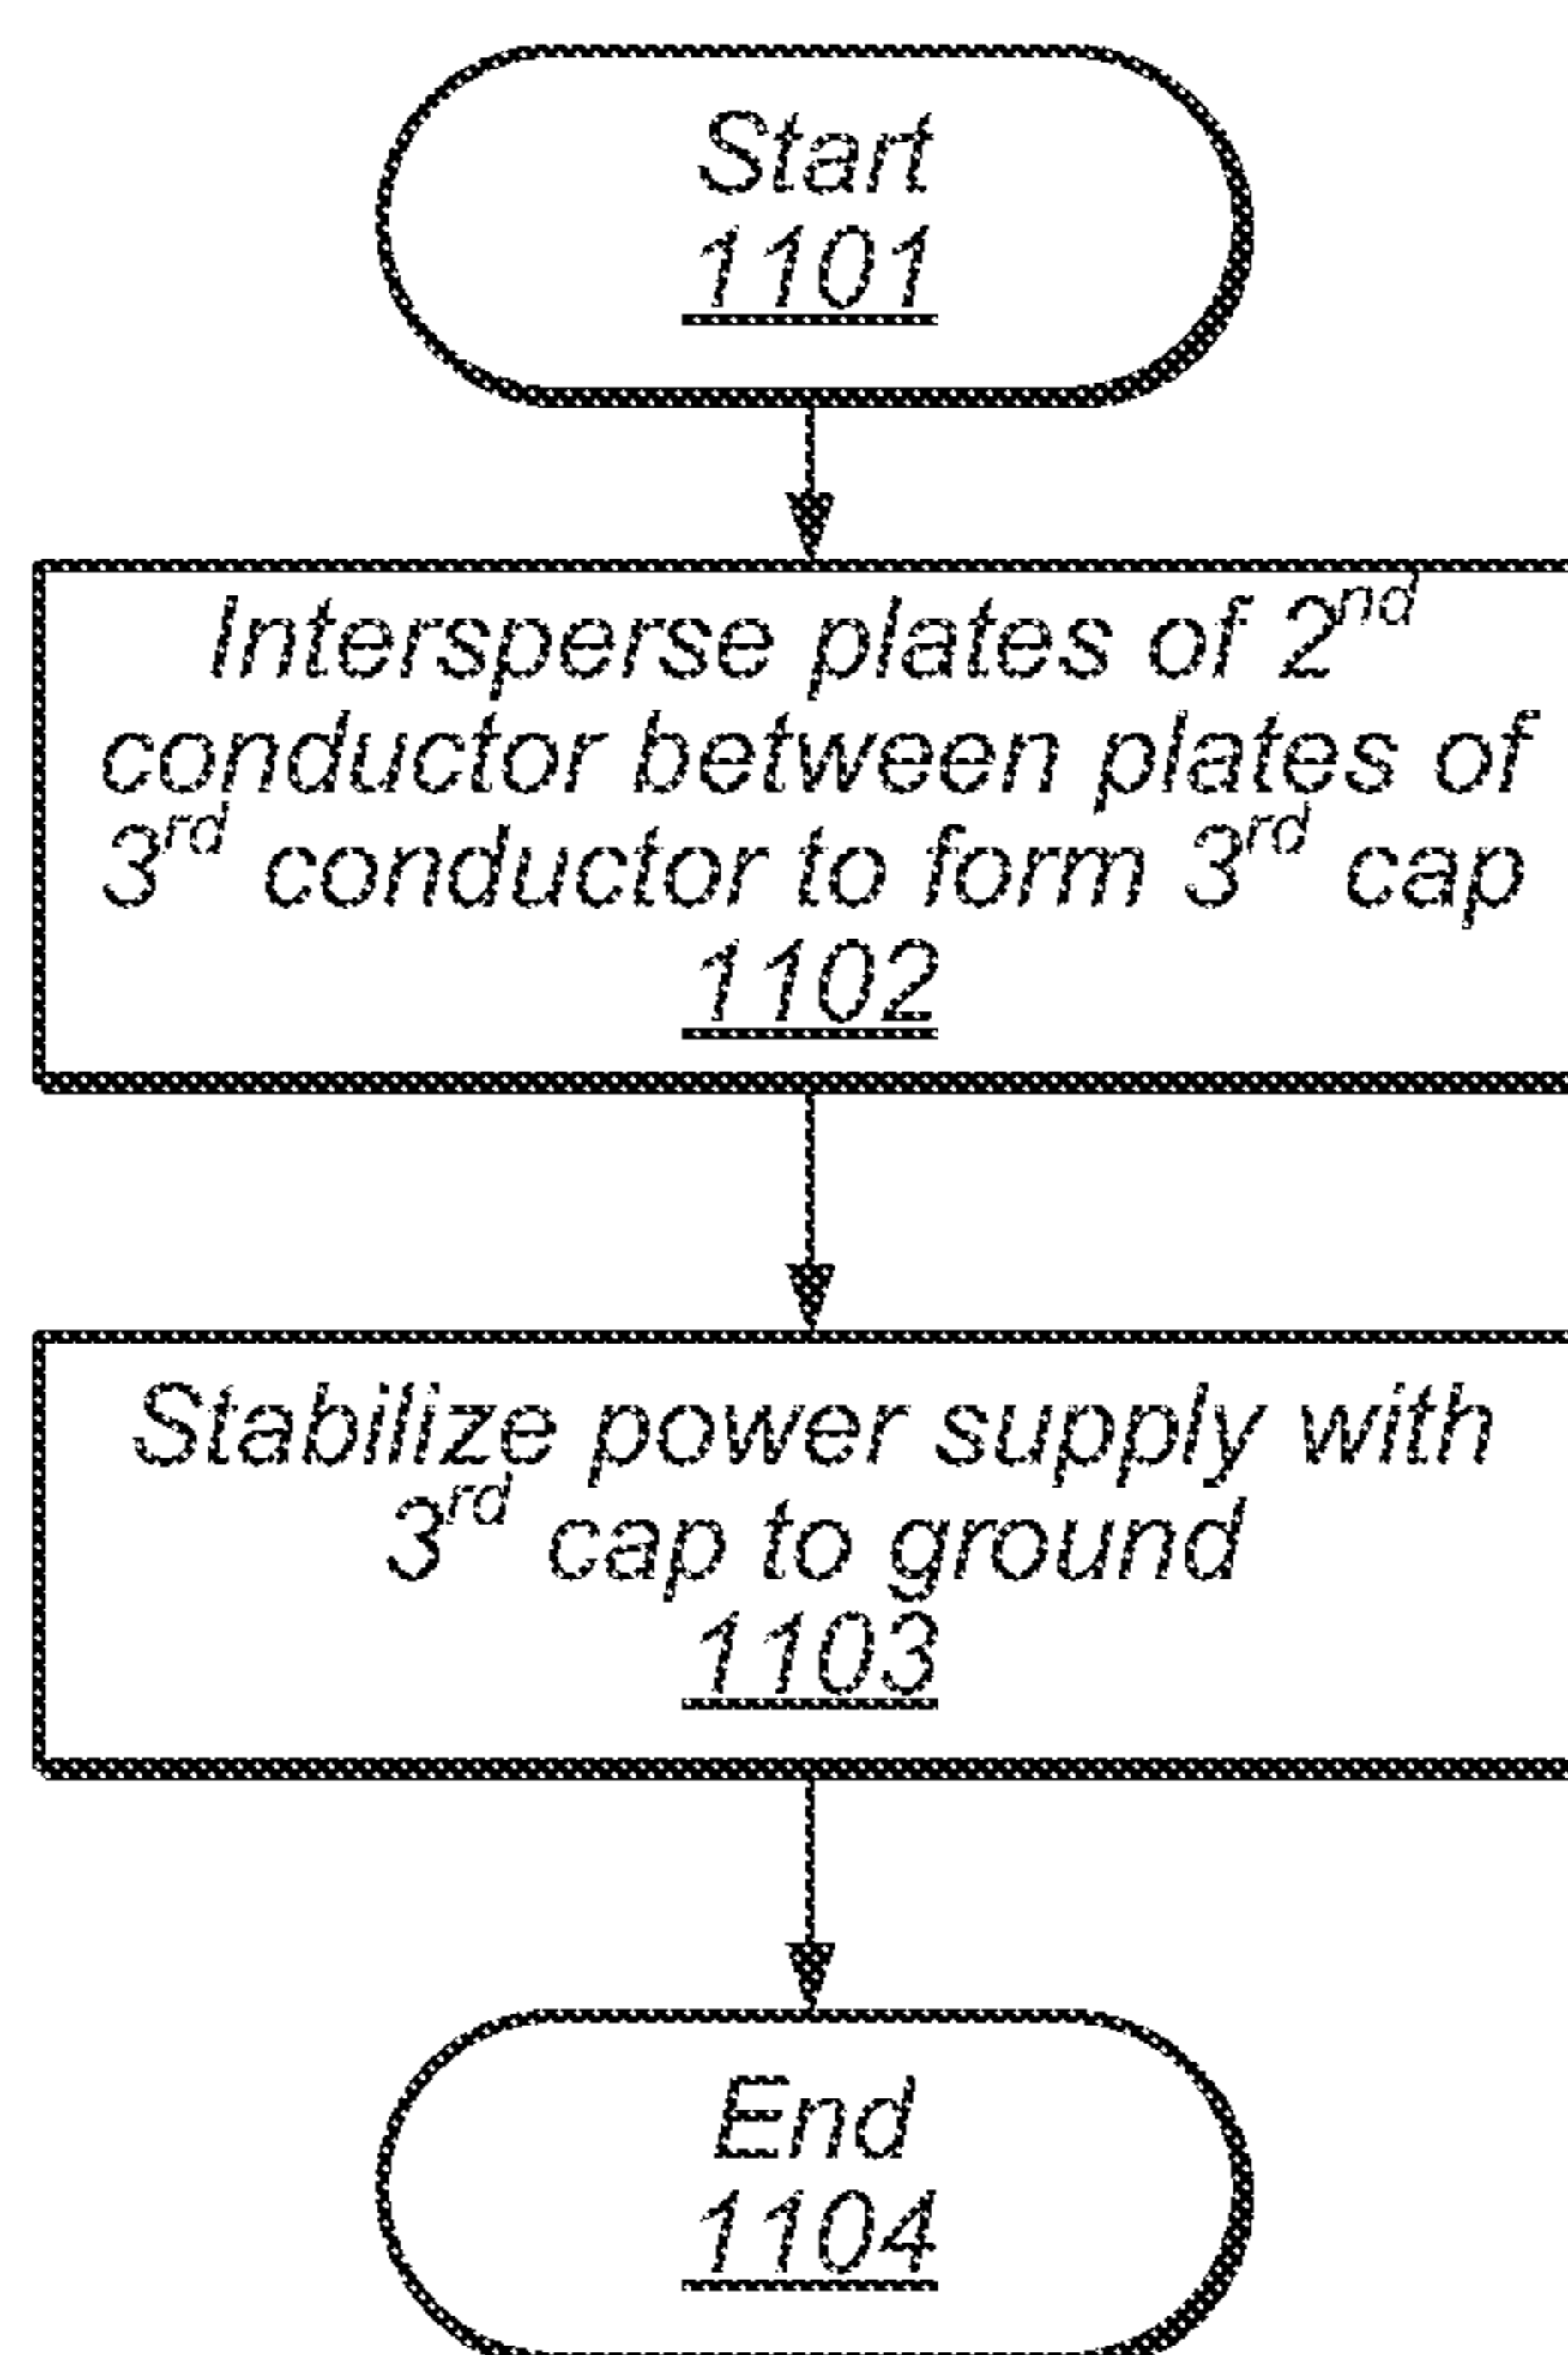 Start
1101
Intersperse plates of 2nd
conductor between plates of
3rd conductor to form 3rd cap
1102
Stabilize power supply with
3rd cap to ground
1103
End
1104